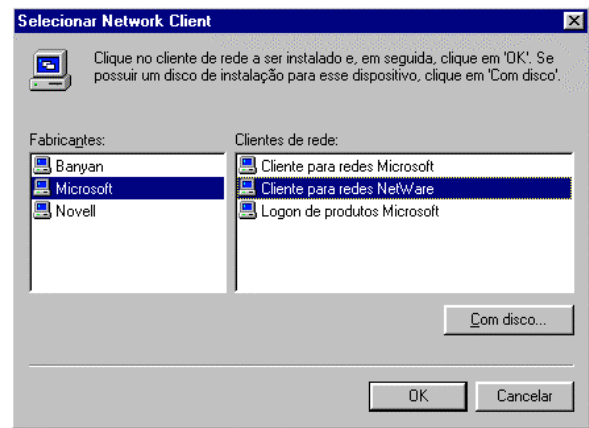 Selecionar Network Client
Clique no cliente de rede a ser instalado e, em seguida, clique em 'OK'. Se
possuir um disco de instalação para esse dispositivo, clique em 'Com disco'.
Fabricantes:
Banyan
Microsoft
Novell
Clientes de rede:
Cliente para redes Microsoft
Cliente para redes NetWare
Logon de produtos Microsoft
Com disco...
OK
Cancelar